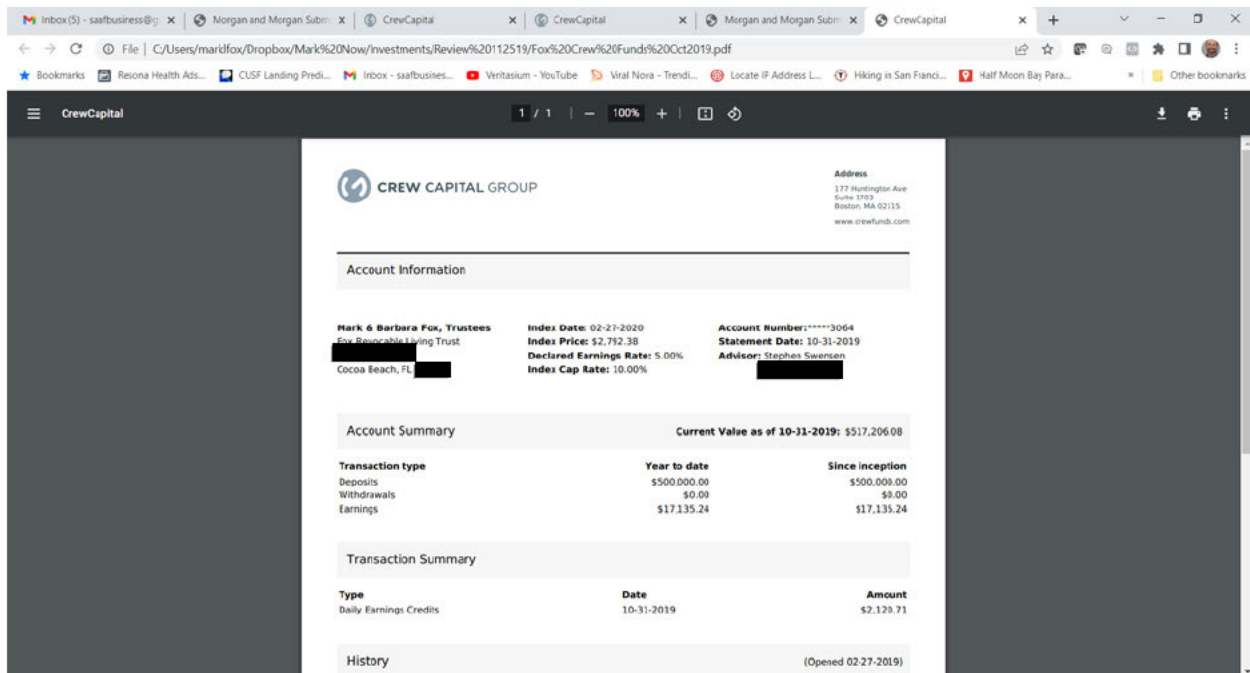 Inbox (5) - saafbusiness@g
Morgan and Morgan Subm
CrewCapital
CrewCapital
Morgan and Morgan Subm
CrewCapital
File | C:/Users/marklfox/Dropbox/Mark%20Now/Investments/Review%20112519/Fox%20Crew%20Funds%20Oct2019.pdf
Bookmarks
Resona Health Ads...
CUSF Landing Predi...
Inbox - saafbusines...
Veritasium - YouTube
Viral Nova - Trendi...
Locate IP Address L...
Hiking in San Franci...
Half Moon Bay Para...
»
Other bookmarks
CrewCapital
1 / 1
100%
CREW CAPITAL GROUP
Address
177 Huntington Ave
Suite 1703
Boston, MA 02115
www.crewfunds.com
Account Information
Mark & Barbara Fox, Trustees
Fox Revocable Living Trust
Cocoa Beach, FL
Index Date: 02-27-2020
Index Price: $2,792.38
Declared Earnings Rate: 5.00%
Index Cap Rate: 10.00%
Account Number:*****3064
Statement Date: 10-31-2019
Advisor: Stephen Swensen
Account Summary
Current Value as of 10-31-2019: $517,206.08
Transaction type Year to date Since inception
Deposits $500,000.00 $500,000.00
Withdrawals $0.00 $0.00
Earnings $17,135.24 $17,135.24
Transaction Summary
Type Date Amount
Daily Earnings Credits 10-31-2019 $2,120.71
History (Opened 02-27-2019)